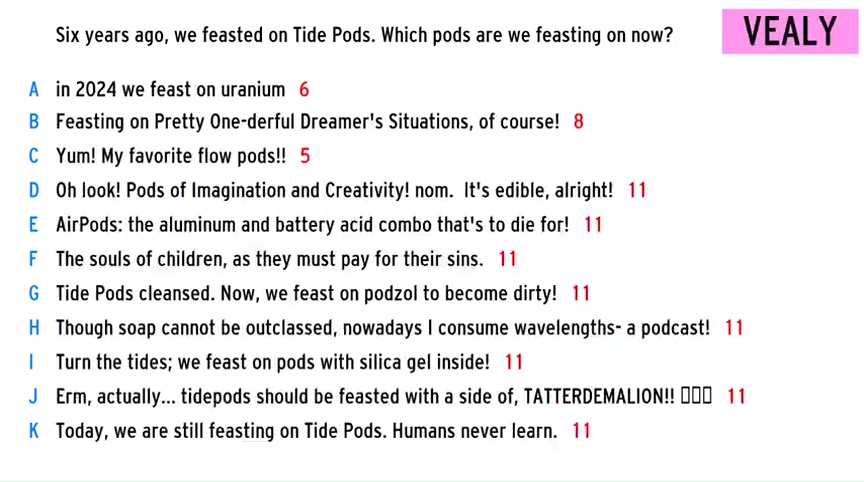 Six years ago, we feasted on Tide Pods. Which pods are we feasting on now?
VEALY
A in 2024 we feast on uranium 6
B Feasting on Pretty One-derful Dreamer's Situations, of course! 8
C Yum! My favorite flow pods!! 5
D Oh look! Pods of Imagination and Creativity! nom. It's edible, alright! 11
E AirPods: the aluminum and battery acid combo that's to die for! 11
F The souls of children, as they must pay for their sins. 11
G Tide Pods cleansed. Now, we feast on podzol to become dirty! 11
H Though soap cannot be outclassed, nowadays I consume wavelengths- a podcast! 11
I Turn the tides; we feast on pods with silica gel inside! 11
J Erm, actually... tidepods should be feasted with a side of, TATTERDEMALION!! 11
K Today, we are still feasting on Tide Pods. Humans never learn. 11